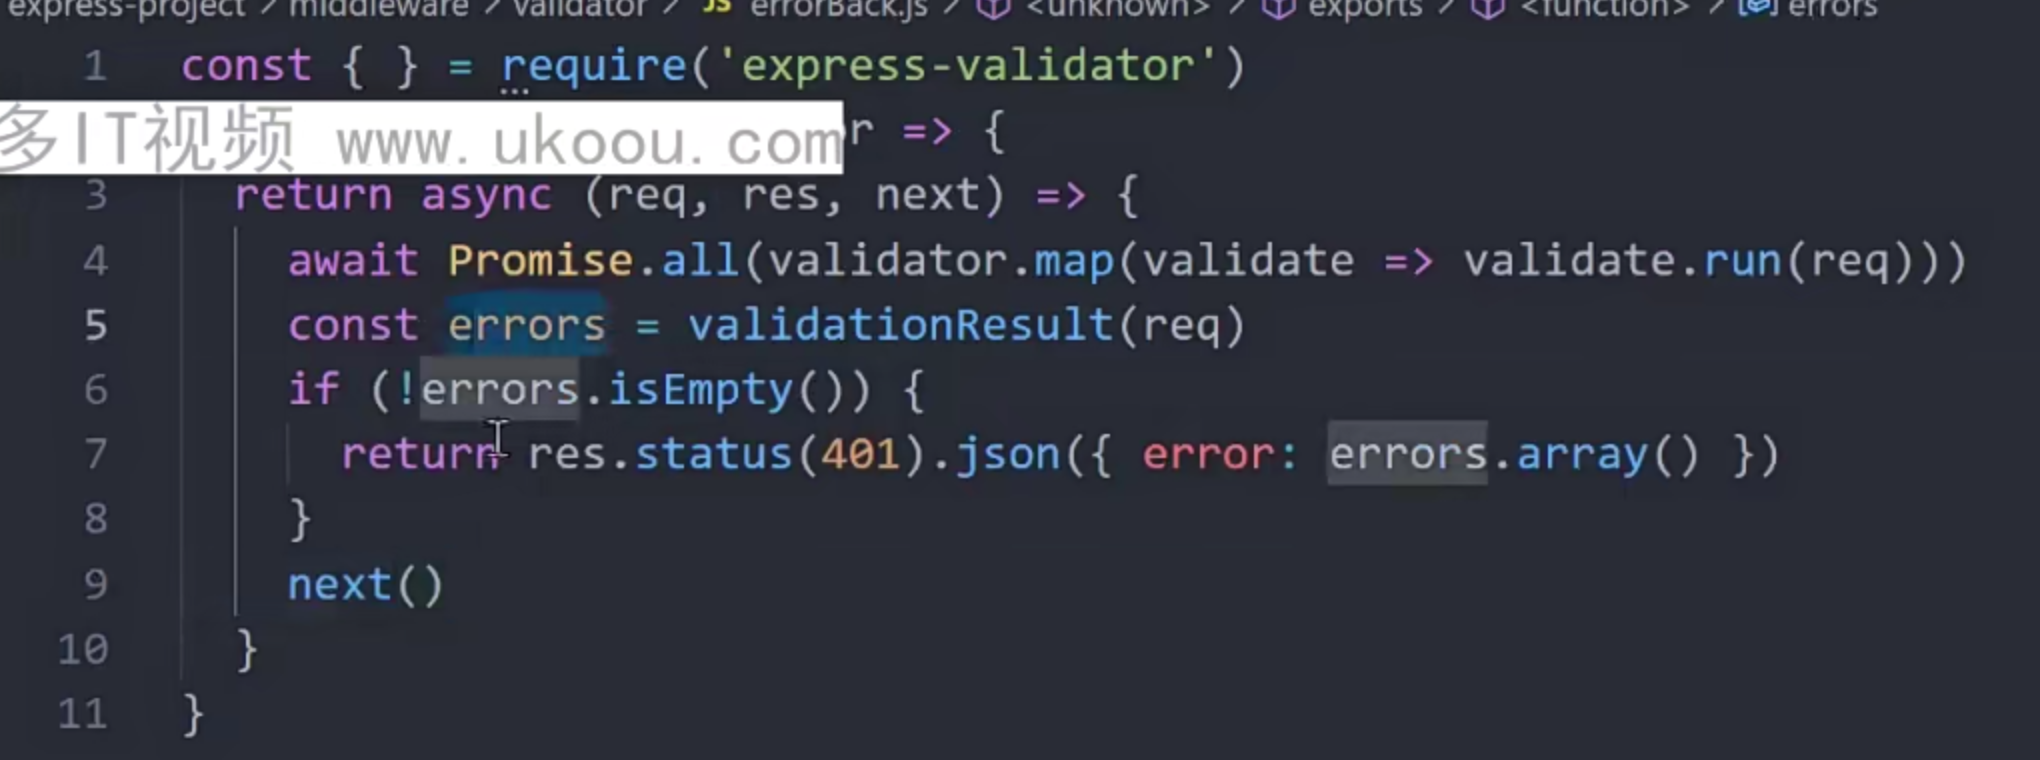 express-project > middleware > validator > JS errorBack.js > <unknown> > exports > <function> > errors
1 const { } = require('express-validator')
多IT视频 www.ukoou.com r => {
3 return async (req, res, next) => {
4 await Promise.all(validator.map(validate => validate.run(req)))
5 const errors = validationResult(req)
6 if (!errors.isEmpty()) {
7 return res.status(401).json({ error: errors.array() })
8 }
9 next()
10 }
11 }